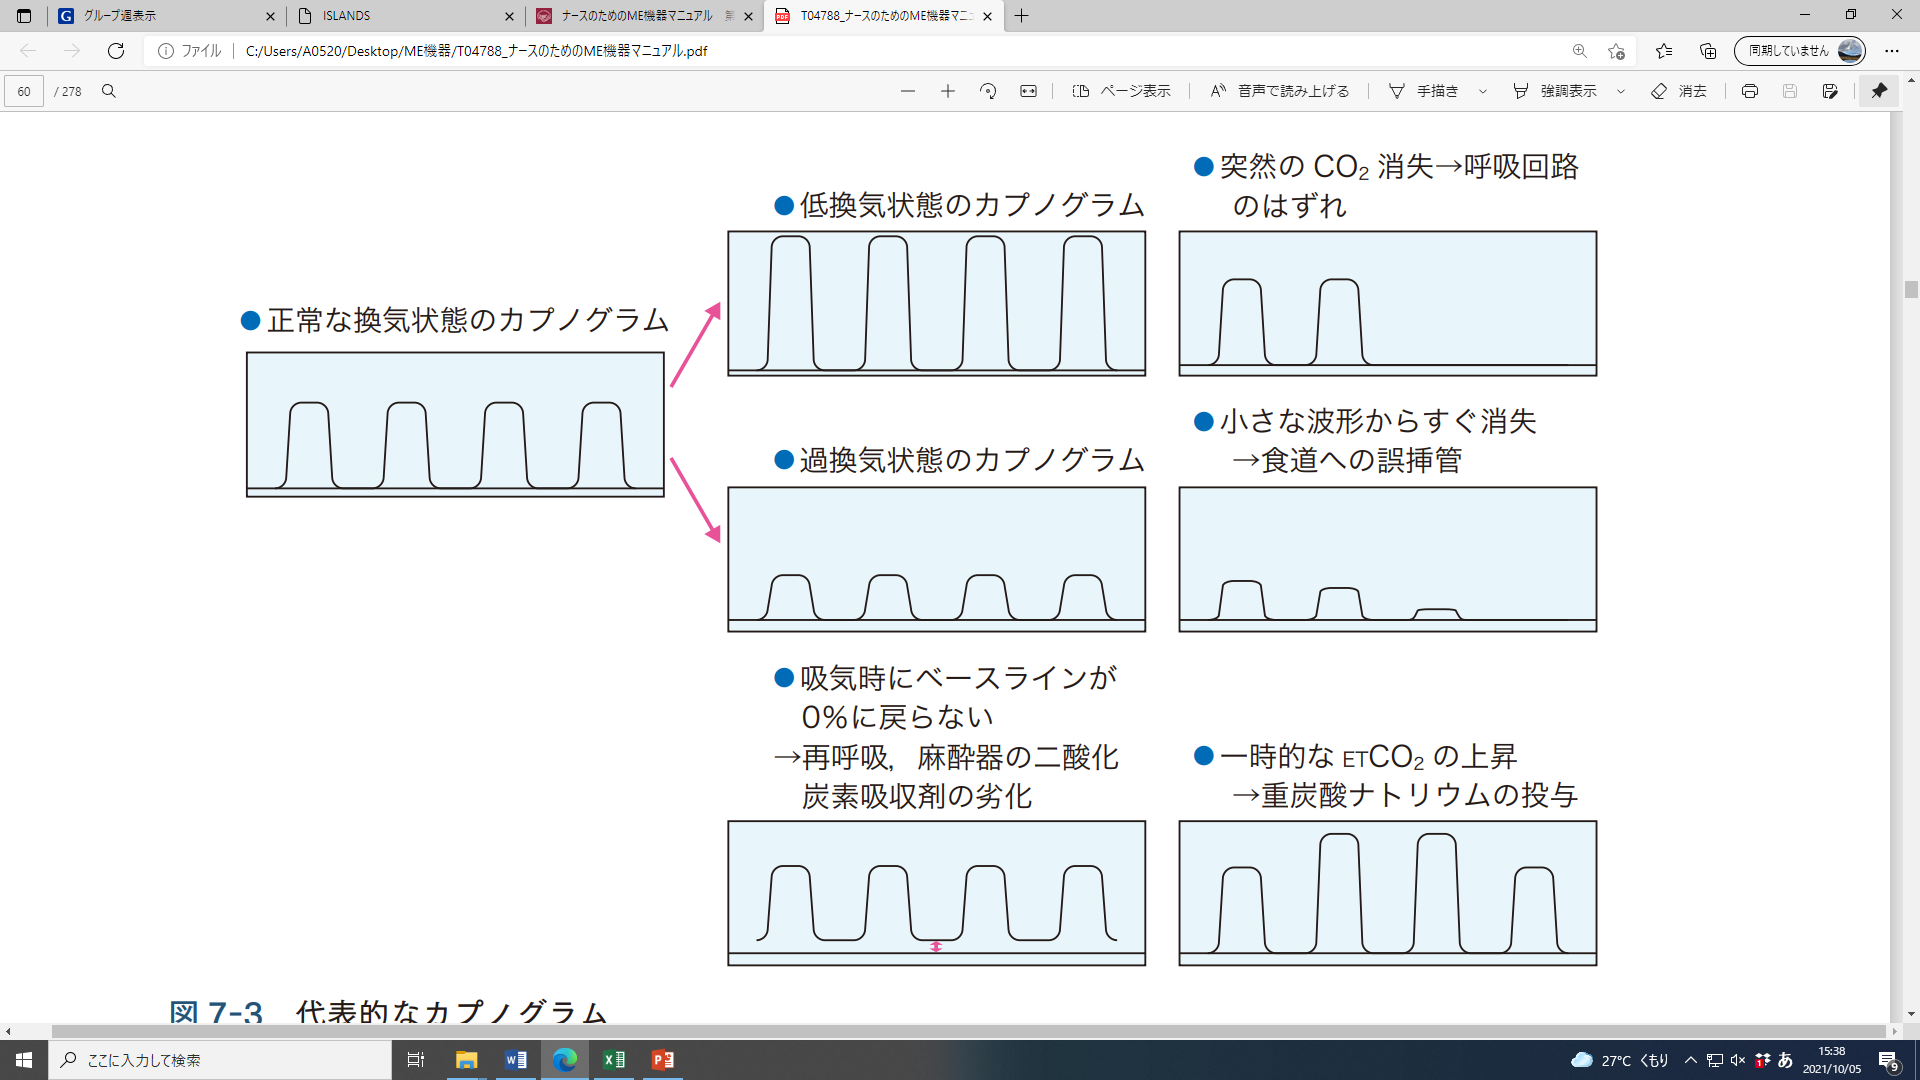 グループ週表示
ISLANDS
ナースのためのME機器マニュアル
T04788_ナースのためのME機器マニュ
ファイル
C:/Users/A0520/Desktop/ME機器/T04788_ナースのためのME機器マニュアル.pdf
同期していません
60
/ 278
ページ表示
音声で読み上げる
手描き
強調表示
消去
●正常な換気状態のカプノグラム
●低換気状態のカプノグラム
●突然の CO₂ 消失→呼吸回路
のはずれ
●過換気状態のカプノグラム
●小さな波形からすぐ消失
→食道への誤挿管
●吸気時にベースラインが
0%に戻らない
→再呼吸，麻酔器の二酸化
炭素吸収剤の劣化
●一時的な ETCO₂ の上昇
→重炭酸ナトリウムの投与
図 7-3 代表的なカプノグラム
ここに入力して検索
27°C くもり
あ
15:38
2021/10/05
9